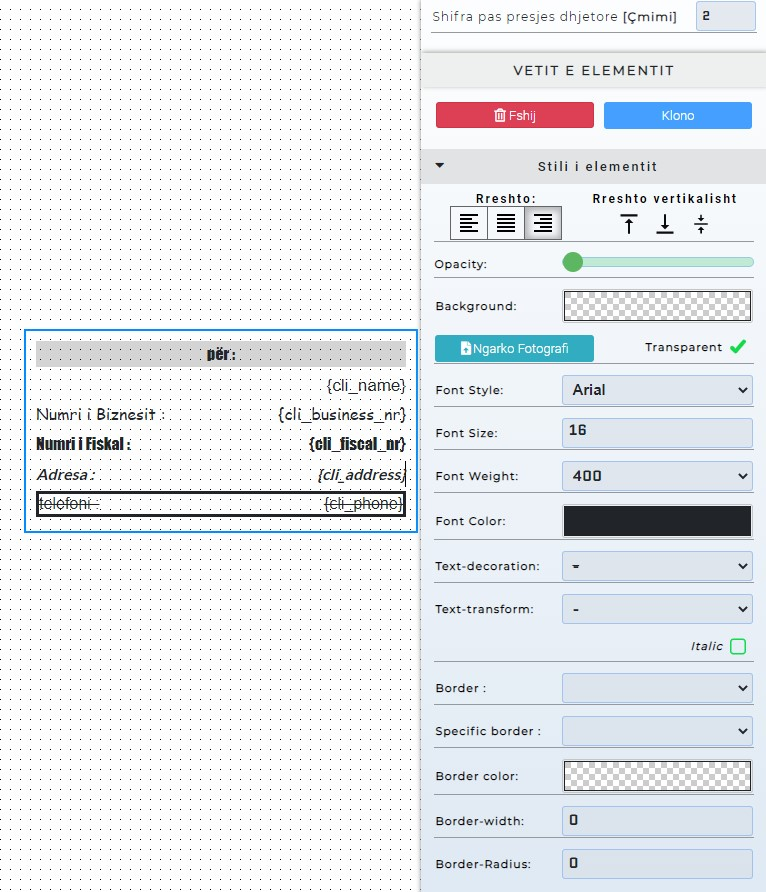 Shifra pas presjes dhjetore [Çmimi] 2
VETIT E ELEMENTIT
Fshij Klono
Stili i elementit
Rreshto: Rreshto vertikalisht
Opacity:
Background:
Ngarko Fotografi Transparent
Font Style: Arial
Font Size: 16
Font Weight: 400
Font Color:
Text-decoration: -
Text-transform: -
Italic
Border :
Specific border :
Border color:
Border-width: 0
Border-Radius: 0
për :
{cli_name}
Numri i Biznesit : {cli_business_nr}
Numri i Fiskal : {cli_fiscal_nr}
Adresa : {cli_address}
telefoni : {cli_phone}